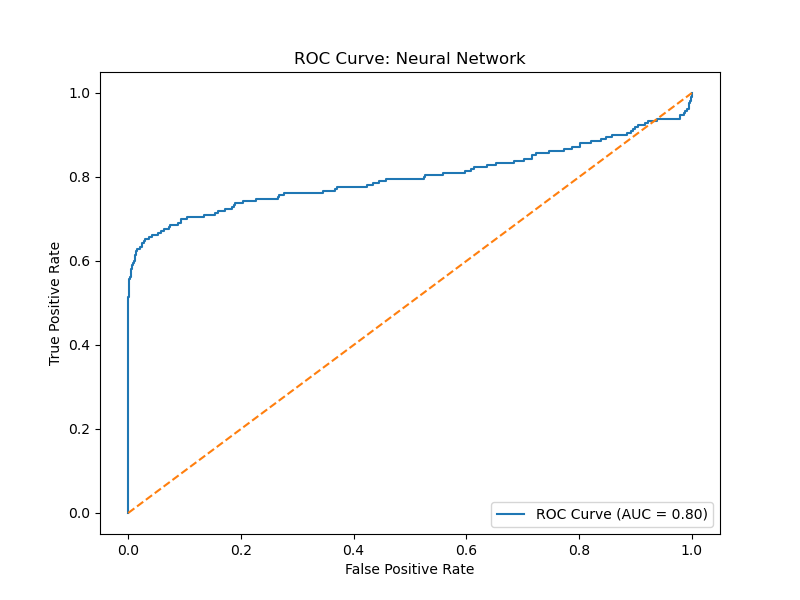 ROC Curve: Neural Network
1.0
0.8
0.6
0.4
0.2
0.0
True Positive Rate
ROC Curve (AUC = 0.80)
0.0 0.2 0.4 0.6 0.8 1.0
False Positive Rate